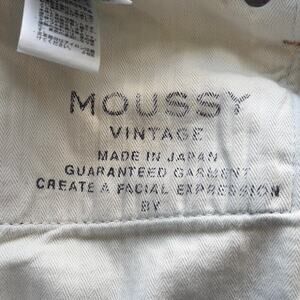 MOUSSY
VINTAGE
MADE IN JAPAN
GUARANTEED GARMENT
CREATE A FACIAL EXPRESSION
BY